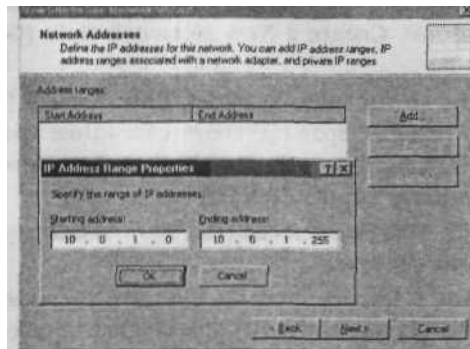 Network Addresses
Define the IP addresses for this network. You can add IP address ranges, IP
address ranges associated with a network adapter, and private IP ranges
Address ranges:
Start Address End Address
Add...
IP Address Range Properties
Specify the range of IP addresses.
Starting address: Ending address:
10 . 0 . 1 . 0 10 . 0 . 1 . 255
OK Cancel
< Back Next > Cancel